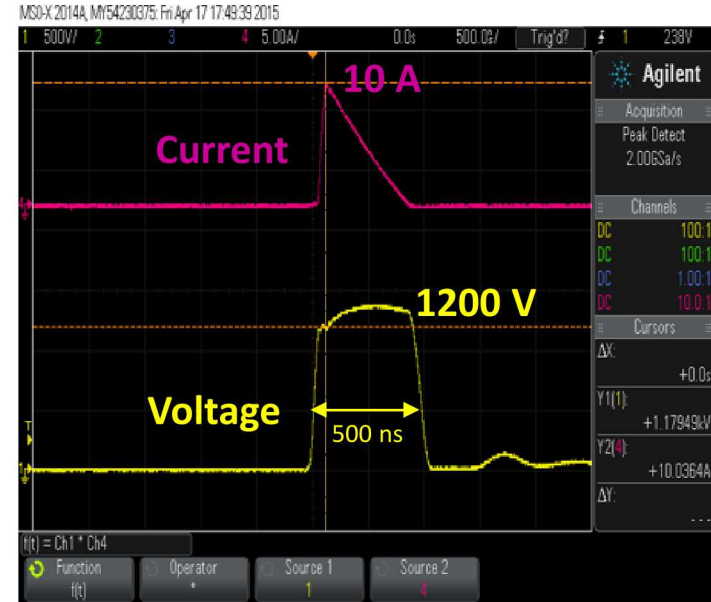 MSO-X 2014A, MY54230375: Fri Apr 17 17:49:39 2015
1 500V/ 2 3 4 5.00A/ 0.0s 500.0s/ Trig'd? 1 238V
10 A
Current
1200 V
Voltage
500 ns
T
4
1
Agilent
Acquisition
Peak Detect
2.00GSa/s
Channels
DC 100:1
DC 100:1
DC 1.00:1
DC 10.0:1
Cursors
ΔX:
+0.0s
Y1(1):
+1.17949kV
Y2(4):
+10.0364A
ΔY:
---
f(t) = Ch1 * Ch4
Function
f(t)
Operator
*
Source 1
1
Source 2
4